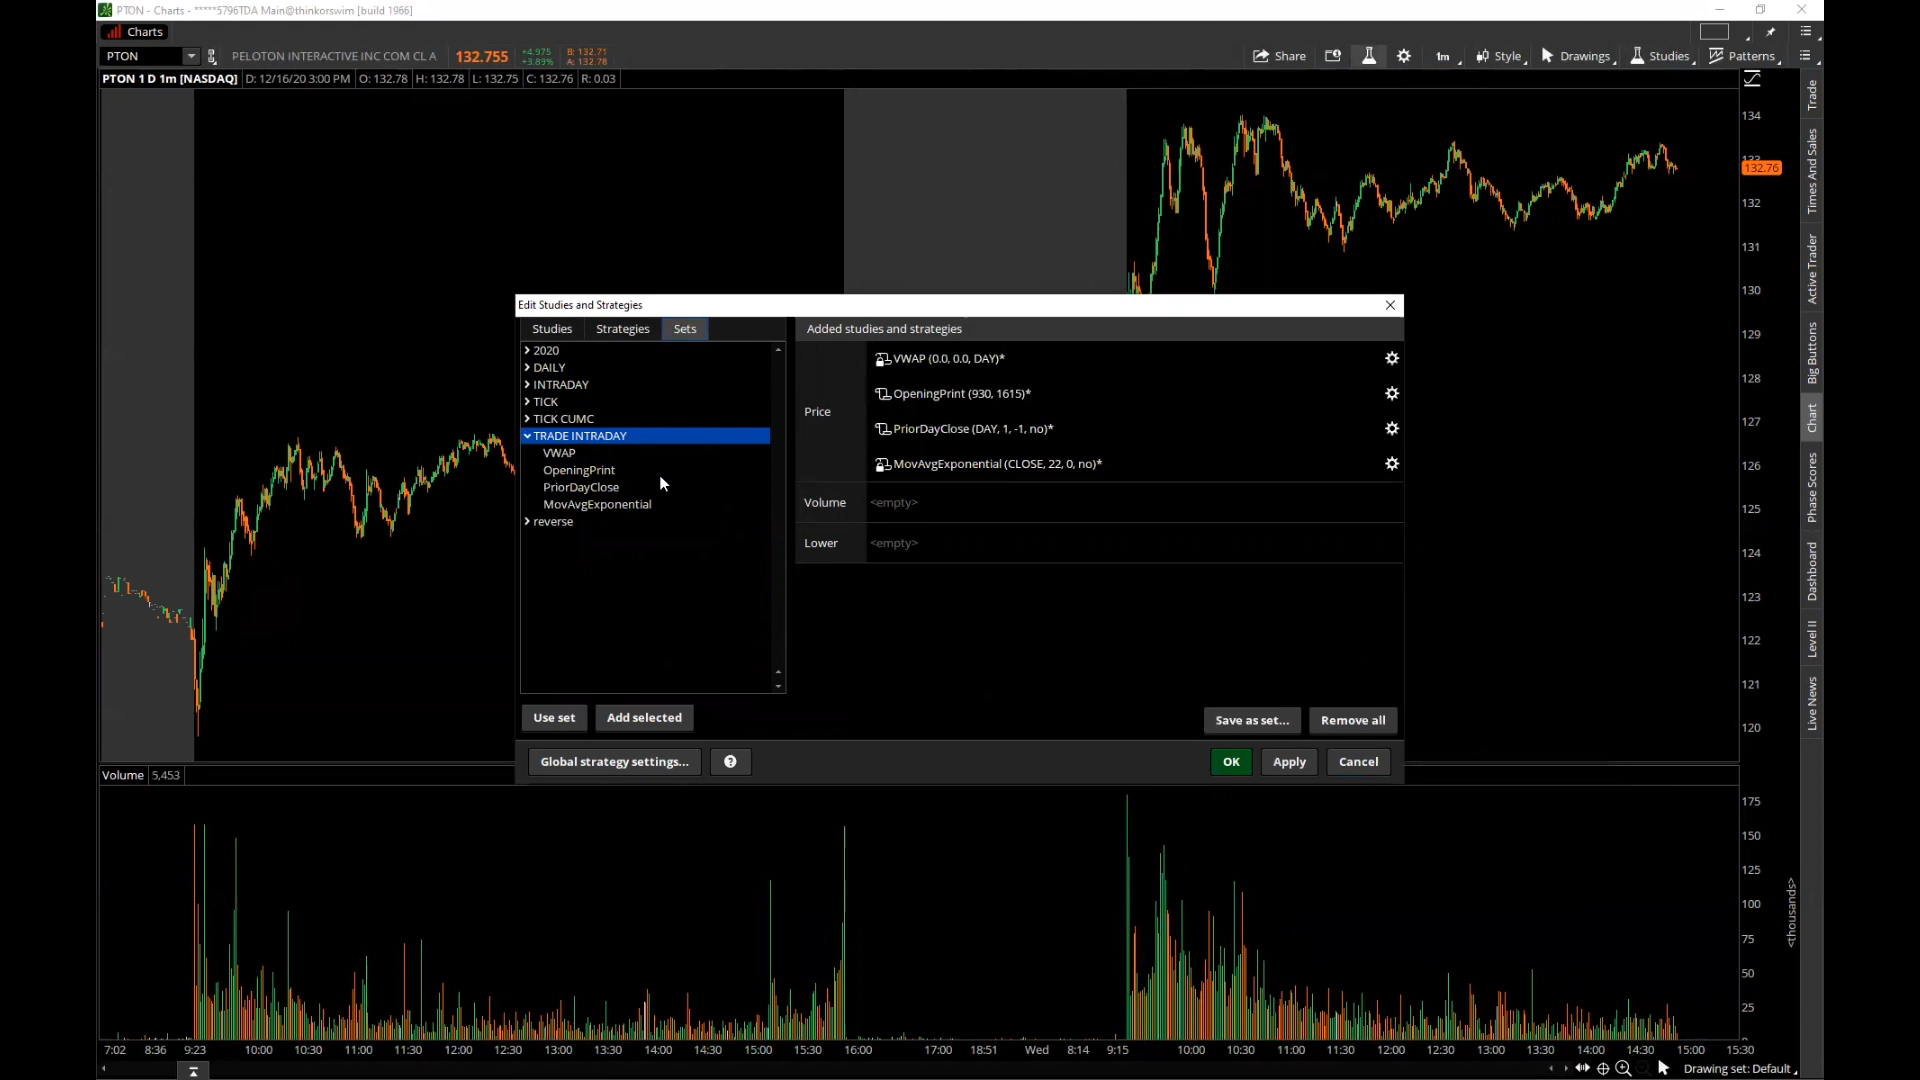 PTON - Charts - *****5796TDA Main@thinkorswim [build 1966]
Charts
PTON PELOTON INTERACTIVE INC COM CL A 132.755 +4.975 +3.89% B: 132.71 A: 132.78 Share 1m Style Drawings Studies Patterns
PTON 1 D 1m [NASDAQ] D: 12/16/20 3:00 PM O: 132.78 H: 132.78 L: 132.75 C: 132.76 R: 0.03
134
133
132.76
132
131
130
129
128
127
126
125
124
123
122
121
120
Trade
Times And Sales
Active Trader
Big Buttons
Chart
Phase Scores
Dashboard
Level II
Live News
Edit Studies and Strategies
Studies Strategies Sets
2020
DAILY
INTRADAY
TICK
TICK CUMC
TRADE INTRADAY
VWAP
OpeningPrint
PriorDayClose
MovAvgExponential
reverse
Use set Add selected
Added studies and strategies
Price
VWAP (0.0, 0.0, DAY)*
OpeningPrint (930, 1615)*
PriorDayClose (DAY, 1, -1, no)*
MovAvgExponential (CLOSE, 22, 0, no)*
Volume <empty>
Lower <empty>
Save as set... Remove all
Global strategy settings... ? OK Apply Cancel
Volume 5,453
175
150
125
100
75
50
25
<thousands>
7:02 8:36 9:23 10:00 10:30 11:00 11:30 12:00 12:30 13:00 13:30 14:00 14:30 15:00 15:30 16:00 17:00 18:51 Wed 8:14 9:15 10:00 10:30 11:00 11:30 12:00 12:30 13:00 13:30 14:00 14:30 15:00 15:30
Drawing set: Default